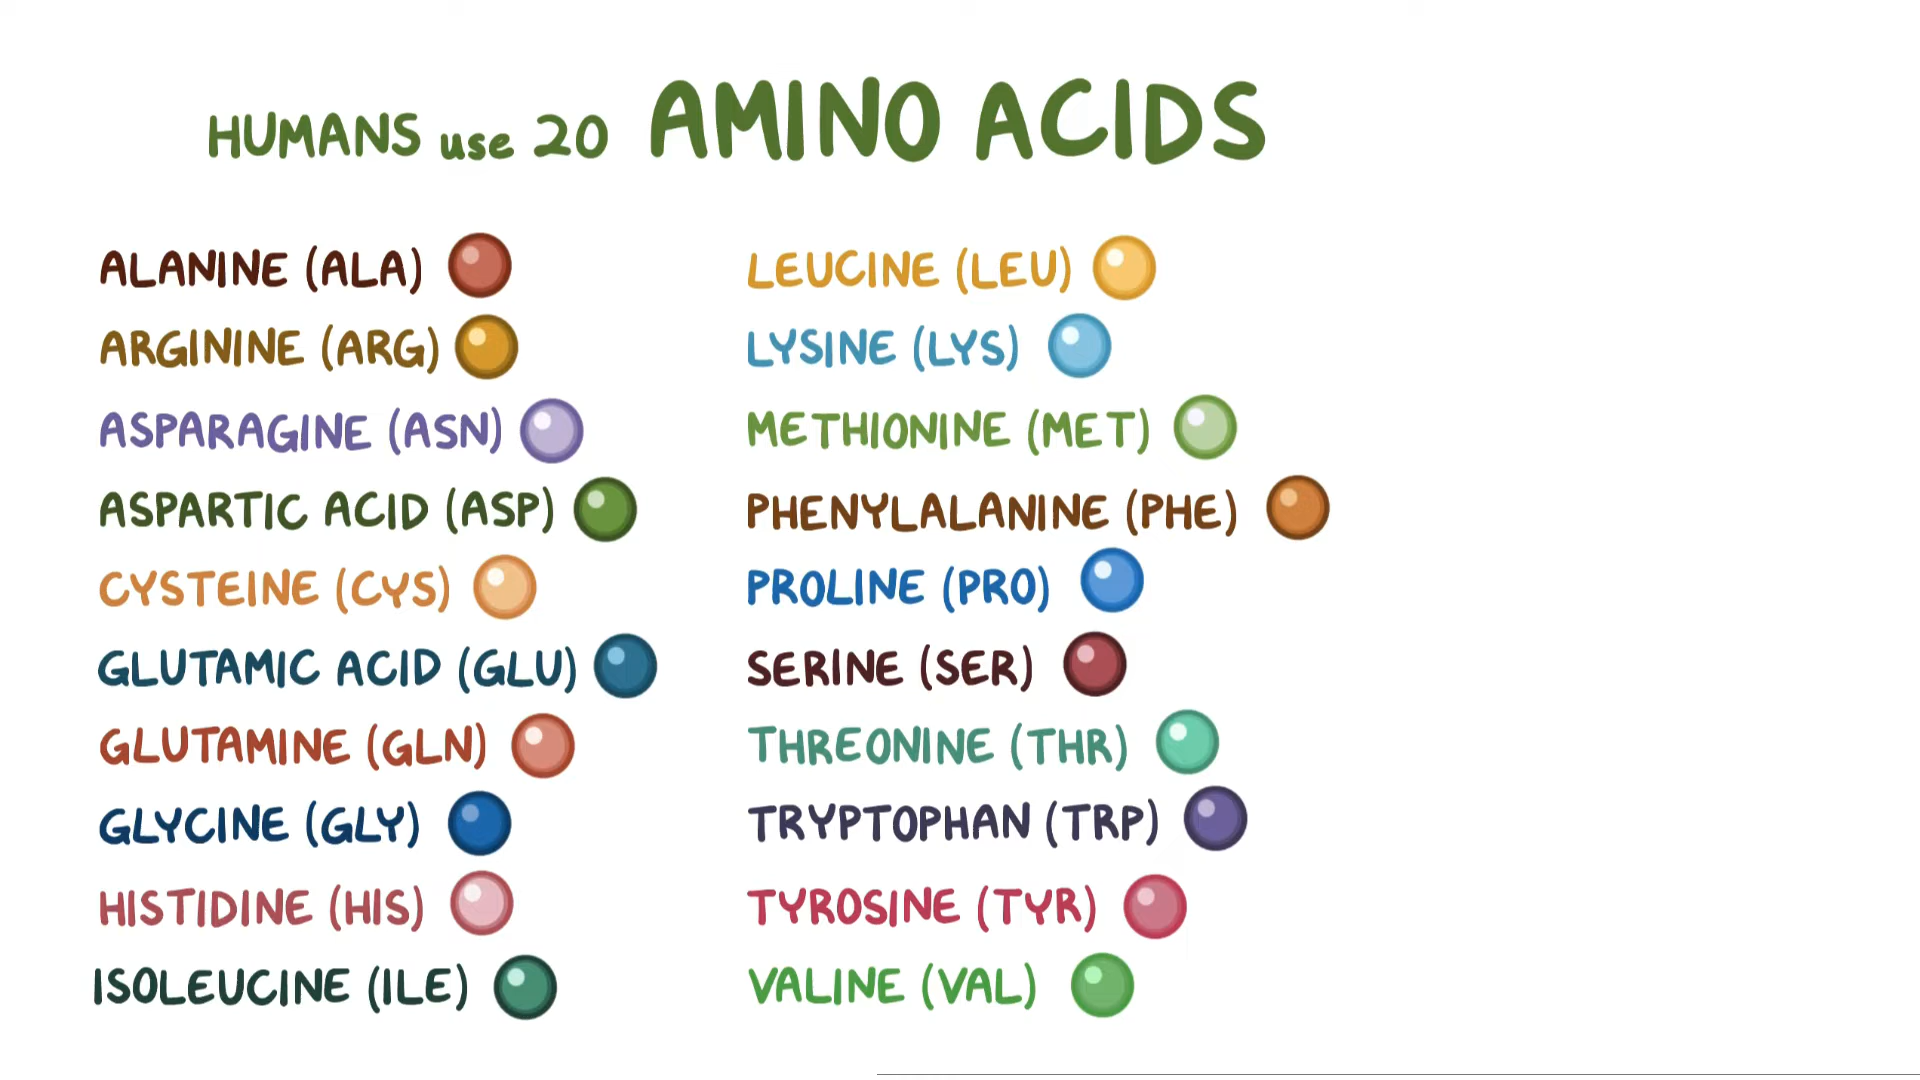 HUMANS use 20 AMINO ACIDS
ALANINE (ALA)
ARGININE (ARG)
ASPARAGINE (ASN)
ASPARTIC ACID (ASP)
CYSTEINE (CYS)
GLUTAMIC ACID (GLU)
GLUTAMINE (GLN)
GLYCINE (GLY)
HISTIDINE (HIS)
ISOLEUCINE (ILE)
LEUCINE (LEU)
LYSINE (LYS)
METHIONINE (MET)
PHENYLALANINE (PHE)
PROLINE (PRO)
SERINE (SER)
THREONINE (THR)
TRYPTOPHAN (TRP)
TYROSINE (TYR)
VALINE (VAL)